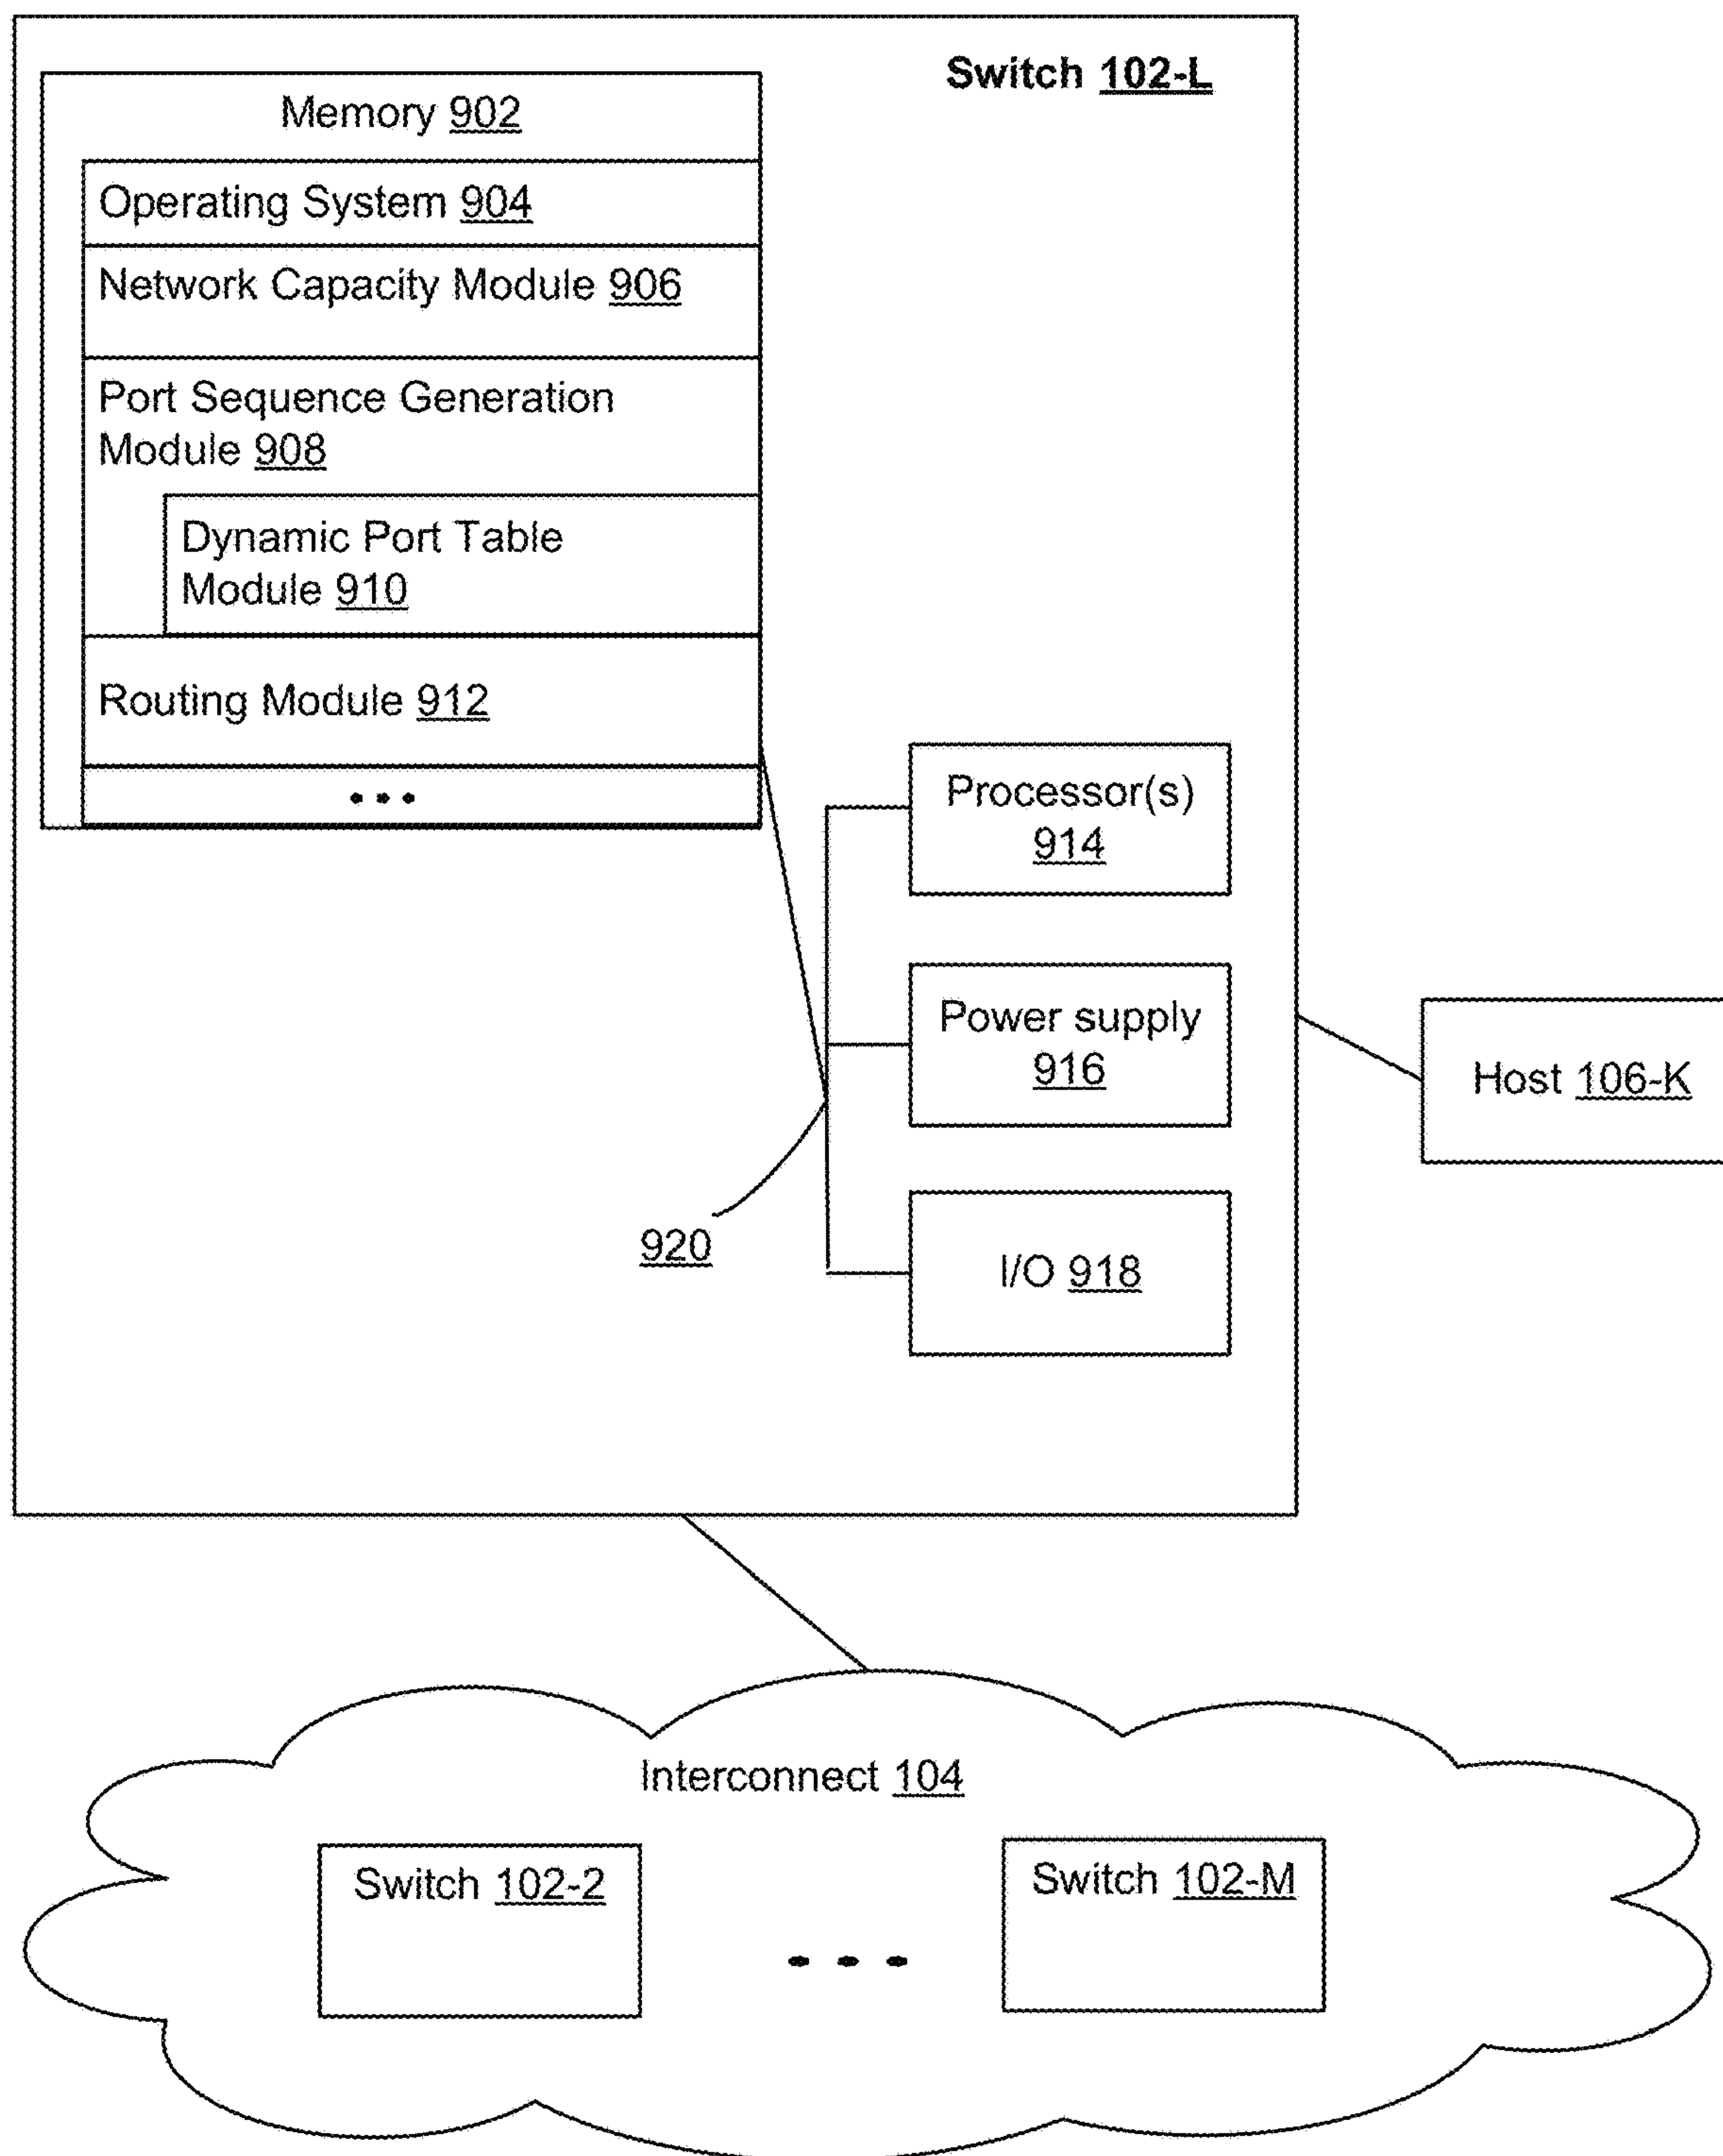 Switch 102-L
Memory 902
Operating System 904
Network Capacity Module 906
Port Sequence Generation
Module 908
Dynamic Port Table
Module 910
Routing Module 912
...
Processor(s)
914
Power supply
916
Host 106-K
920
I/O 918
Interconnect 104
Switch 102-2
Switch 102-M
...